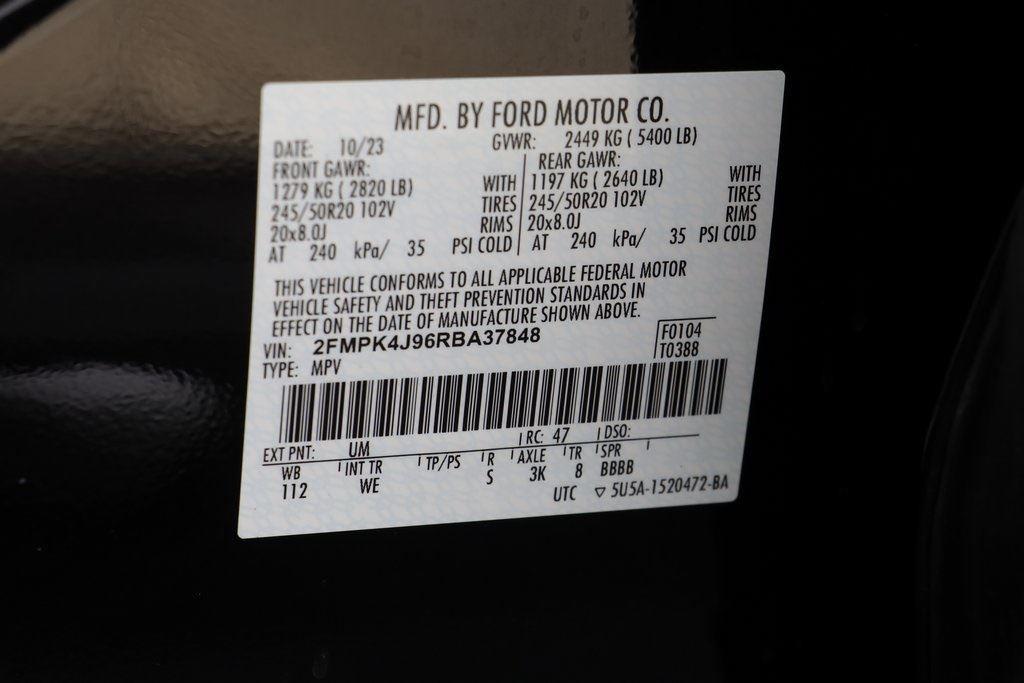 MFD. BY FORD MOTOR CO.
DATE: 10/23 GVWR: 2449 KG ( 5400 LB)
FRONT GAWR: REAR GAWR:
1279 KG ( 2820 LB) WITH 1197 KG ( 2640 LB) WITH
245/50R20 102V TIRES 245/50R20 102V TIRES
20x8.0J RIMS 20x8.0J RIMS
AT 240 kPa/ 35 PSI COLD AT 240 kPa/ 35 PSI COLD
THIS VEHICLE CONFORMS TO ALL APPLICABLE FEDERAL MOTOR
VEHICLE SAFETY AND THEFT PREVENTION STANDARDS IN
EFFECT ON THE DATE OF MANUFACTURE SHOWN ABOVE.
VIN: 2FMPK4J96RBA37848 F0104
TYPE: MPV T0388
EXT PNT: UM RC: 47 DSO:
WB INT TR TP/PS R AXLE TR SPR
112 WE S 3K 8 BBBB
UTC ▽ 5U5A-1520472-BA